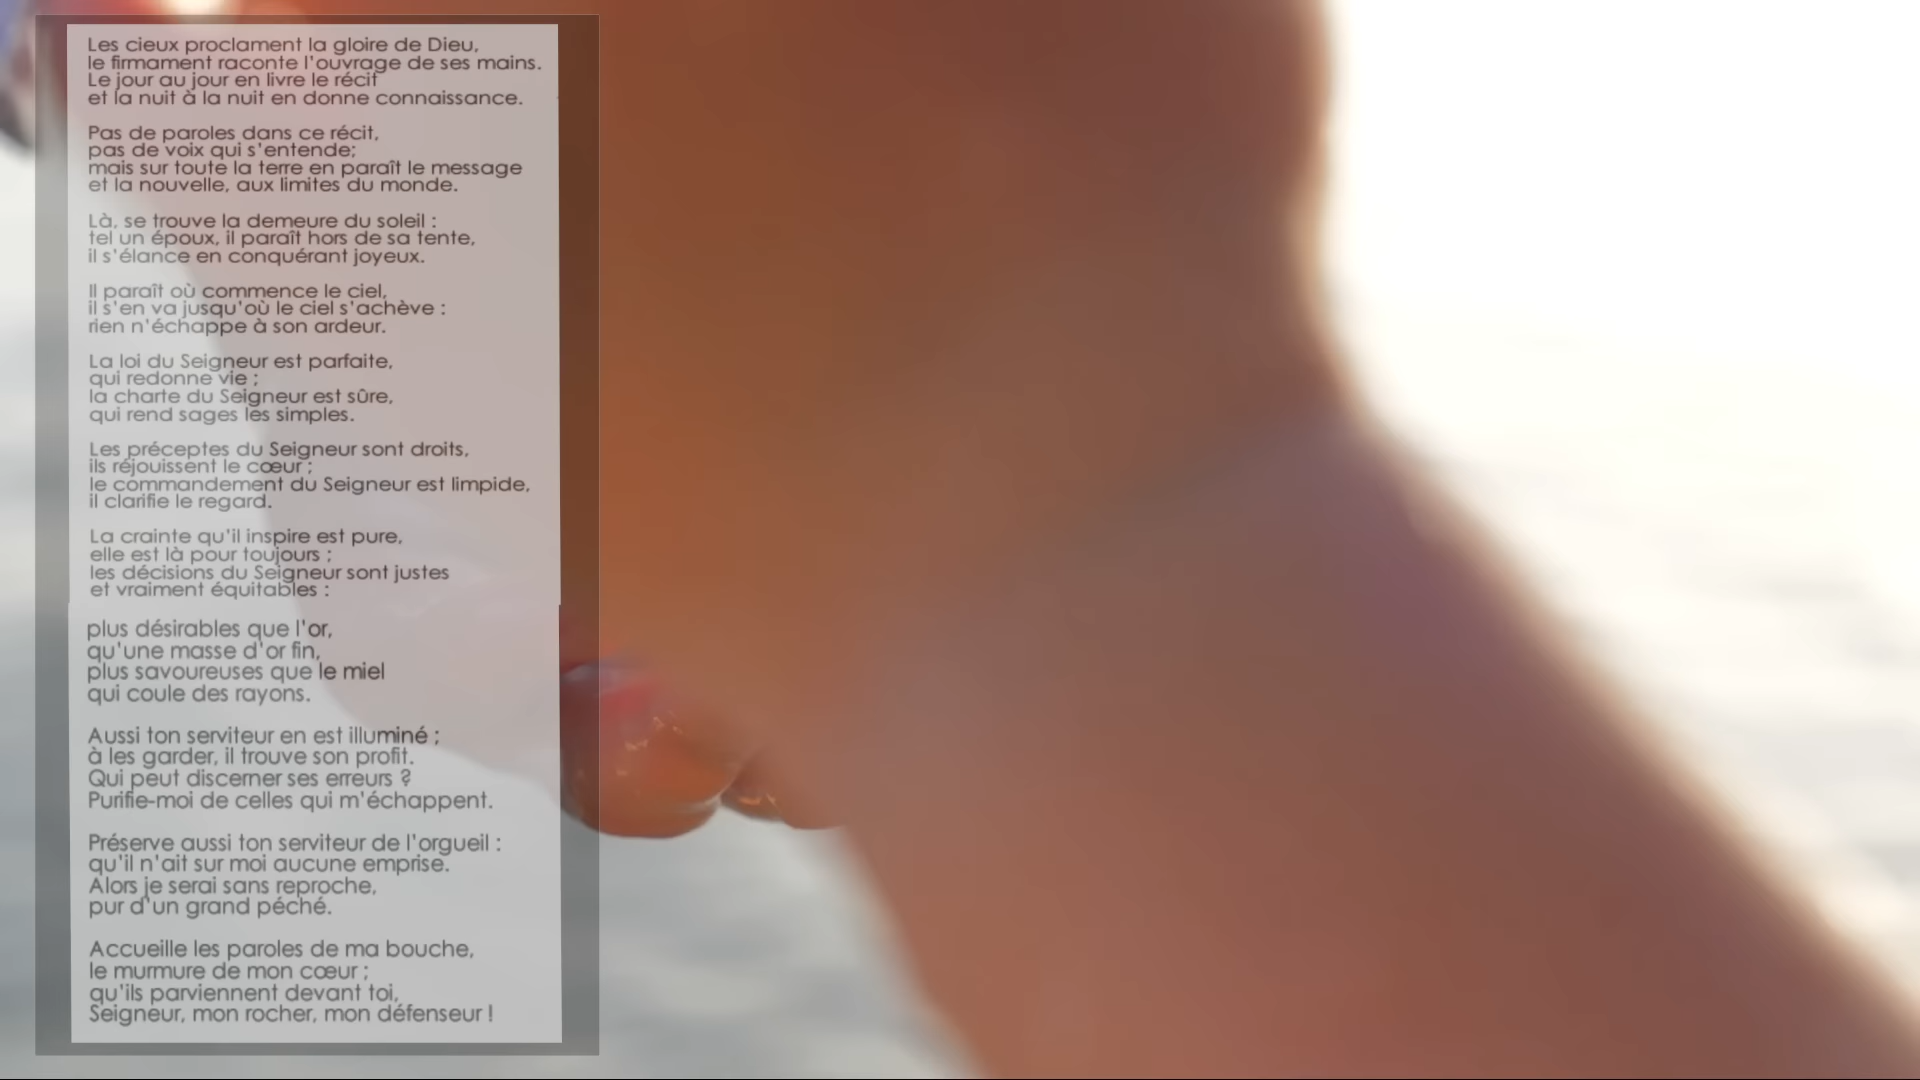 Les cieux proclament la gloire de Dieu,
le firmament raconte l'ouvrage de ses mains.
Le jour au jour en livre le récit
et la nuit à la nuit en donne connaissance.
Pas de paroles dans ce récit,
pas de voix qui s'entende;
mais sur toute la terre en paraît le message
et la nouvelle, aux limites du monde.
Là, se trouve la demeure du soleil :
tel un époux, il paraît hors de sa tente,
il s'élance en conquérant joyeux.
Il paraît où commence le ciel,
il s'en va jusqu'où le ciel s'achève :
rien n'échappe à son ardeur.
La loi du Seigneur est parfaite,
qui redonne vie ;
la charte du Seigneur est sûre,
qui rend sages les simples.
Les préceptes du Seigneur sont droits,
ils réjouissent le cœur ;
le commandement du Seigneur est limpide,
il clarifie le regard.
La crainte qu'il inspire est pure,
elle est là pour toujours ;
les décisions du Seigneur sont justes
et vraiment équitables :
plus désirables que l'or,
qu'une masse d'or fin,
plus savoureuses que le miel
qui coule des rayons.
Aussi ton serviteur en est illuminé ;
à les garder, il trouve son profit.
Qui peut discerner ses erreurs ?
Purifie-moi de celles qui m'échappent.
Préserve aussi ton serviteur de l'orgueil :
qu'il n'ait sur moi aucune emprise.
Alors je serai sans reproche,
pur d'un grand péché.
Accueille les paroles de ma bouche,
le murmure de mon cœur ;
qu'ils parviennent devant toi,
Seigneur, mon rocher, mon défenseur !